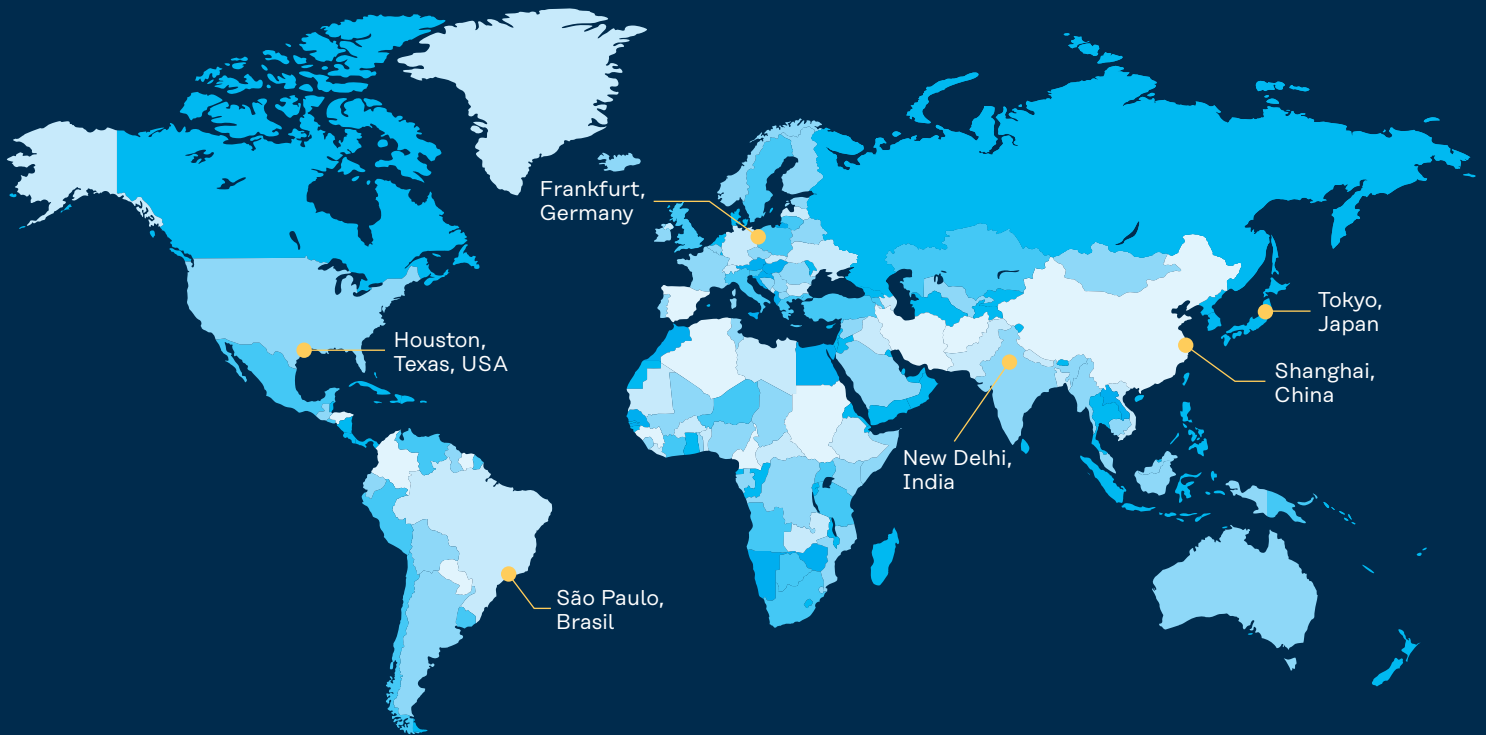 Frankfurt,
Germany
Tokyo,
Japan
Houston,
Texas, USA
Shanghai,
China
New Delhi,
India
São Paulo,
Brasil